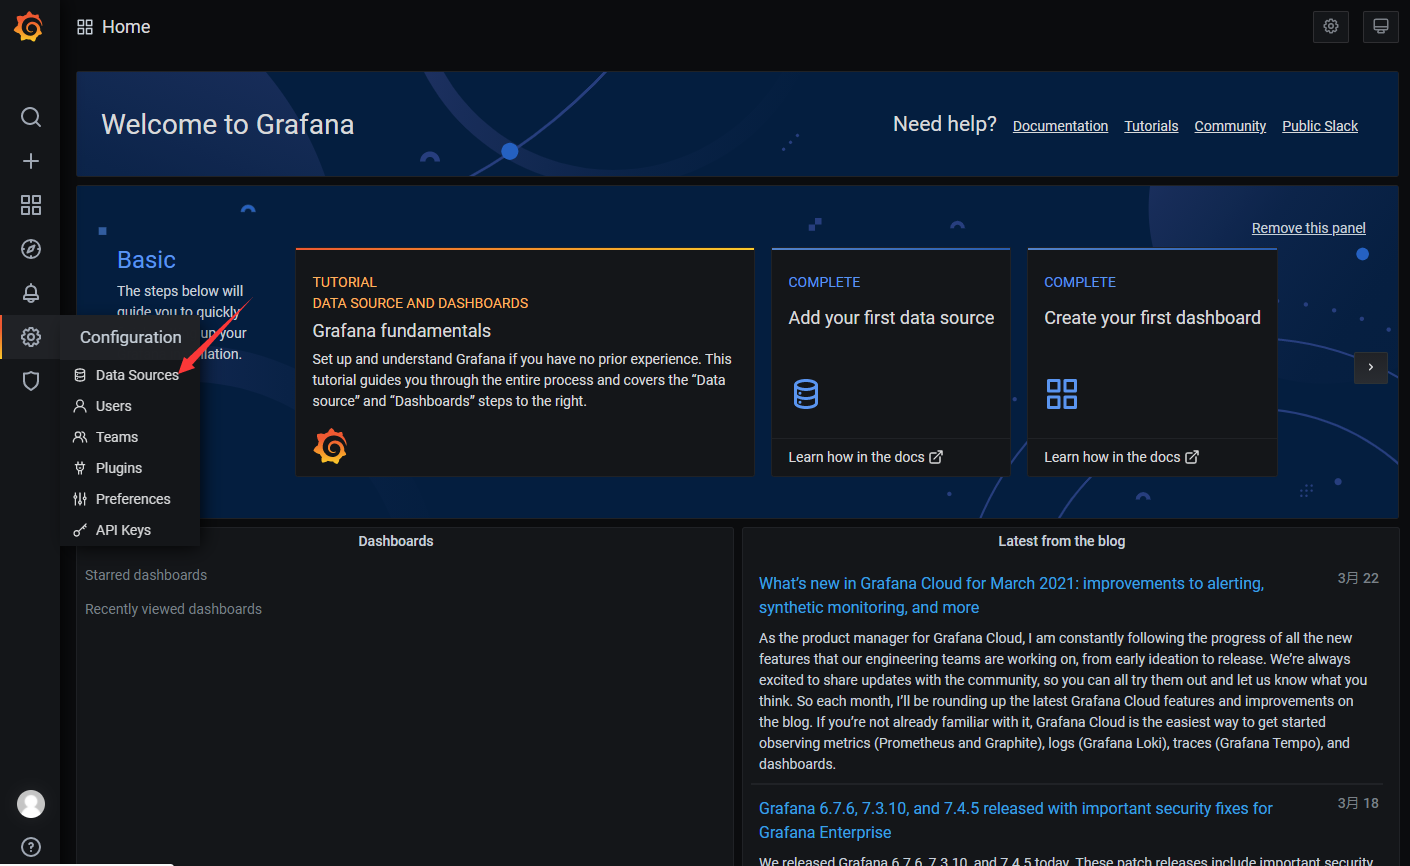 Home
Welcome to Grafana
Need help?
Documentation
Tutorials
Community
Public Slack
Remove this panel
Basic
The steps below will
guide you to quickly
up your
llation.
TUTORIAL
DATA SOURCE AND DASHBOARDS
Grafana fundamentals
Set up and understand Grafana if you have no prior experience. This
tutorial guides you through the entire process and covers the “Data
source” and “Dashboards” steps to the right.
COMPLETE
Add your first data source
Learn how in the docs
COMPLETE
Create your first dashboard
Learn how in the docs
Configuration
Data Sources
Users
Teams
Plugins
Preferences
API Keys
Dashboards
Starred dashboards
Recently viewed dashboards
Latest from the blog
What’s new in Grafana Cloud for March 2021: improvements to alerting,
synthetic monitoring, and more
3月 22
As the product manager for Grafana Cloud, I am constantly following the progress of all the new
features that our engineering teams are working on, from early ideation to release. We’re always
excited to share updates with the community, so you can all try them out and let us know what you
think. So each month, I’ll be rounding up the latest Grafana Cloud features and improvements on
the blog. If you’re not already familiar with it, Grafana Cloud is the easiest way to get started
observing metrics (Prometheus and Graphite), logs (Grafana Loki), traces (Grafana Tempo), and
dashboards.
Grafana 6.7.6, 7.3.10, and 7.4.5 released with important security fixes for
Grafana Enterprise
3月 18
We released Grafana 6.7.6, 7.3.10, and 7.4.5 today. These patch releases include important security